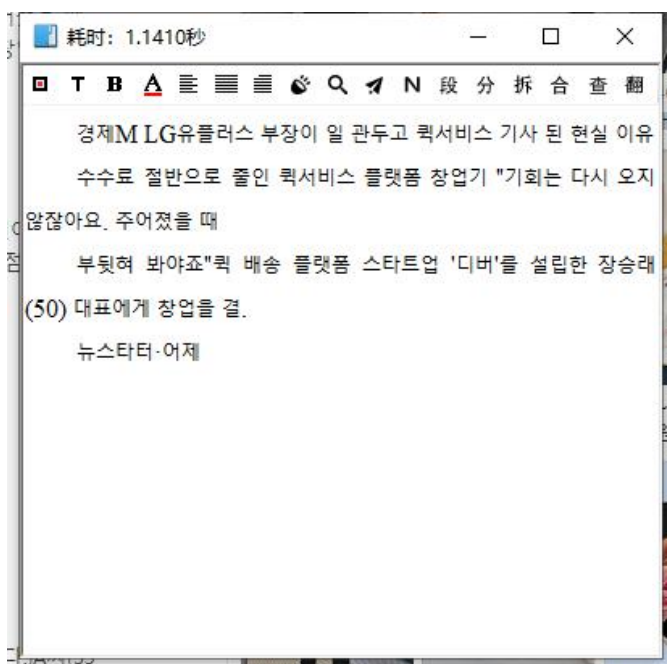 耗时: 1.1410秒
T B A N 段 分 拆 合 查 翻
경제M LG유플러스 부장이 일 관두고 퀵서비스 기사 된 현실 이유
수수료 절반으로 줄인 퀵서비스 플랫폼 창업기 "기회는 다시 오지
않잖아요. 주어졌을 때
부뒷혀 봐야죠"퀵 배송 플랫폼 스타트업 '디버'를 설립한 장승래
(50) 대표에게 창업을 결.
뉴스타터·어제